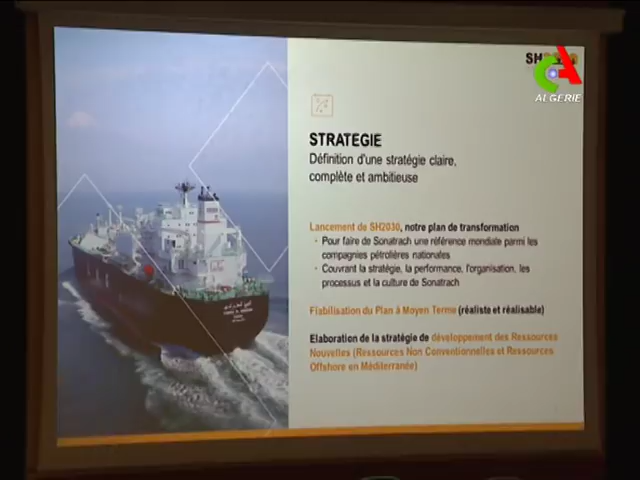 SH2030
ALGERIE
STRATEGIE
Définition d'une stratégie claire,
complète et ambitieuse
Lancement de SH2030, notre plan de transformation
· Pour faire de Sonatrach une référence mondiale parmi les
compagnies pétrolières nationales
· Couvrant la stratégie, la performance, l'organisation, les
processus et la culture de Sonatrach
Fiabilisation du Plan à Moyen Terme (réaliste et réalisable)
Elaboration de la stratégie de développement des Ressources
Nouvelles (Ressources Non Conventionnelles et Ressources
Offshore en Méditerranée)